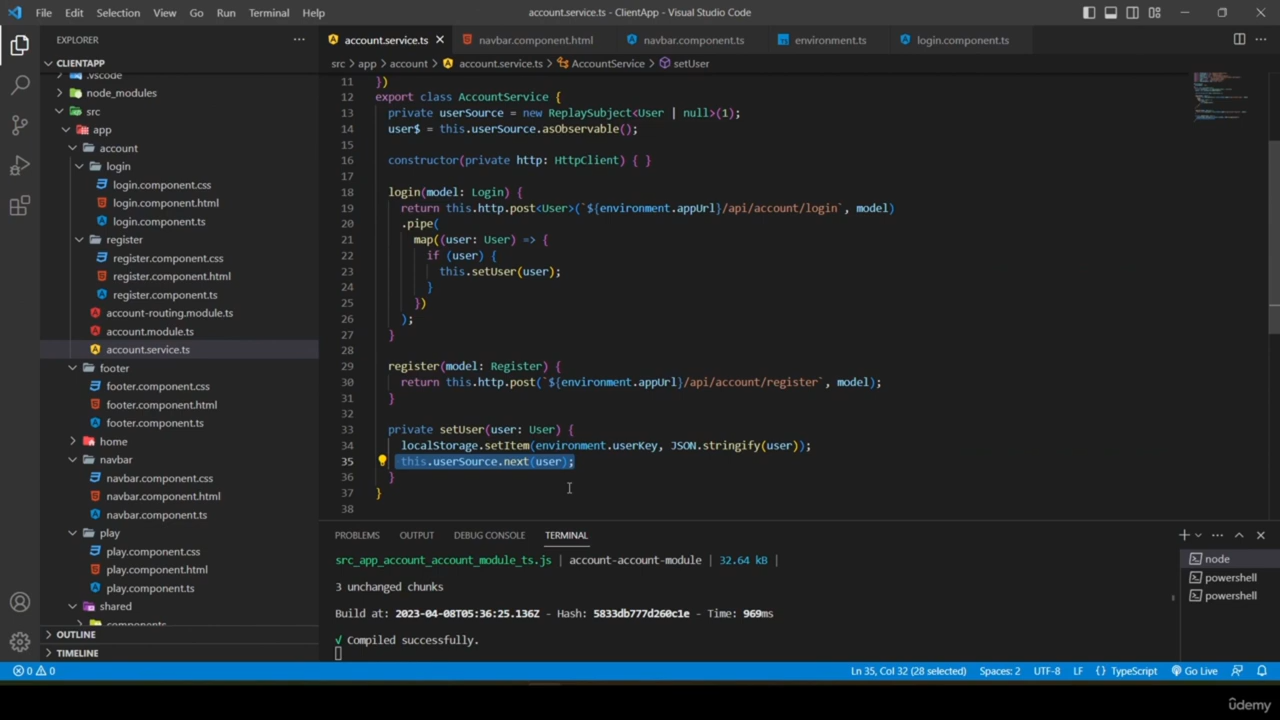 File Edit Selection View Go Run Terminal Help
account.service.ts - ClientApp - Visual Studio Code
EXPLORER
CLIENTAPP
.vscode
node_modules
src
app
account
login
login.component.css
login.component.html
login.component.ts
register
register.component.css
register.component.html
register.component.ts
account-routing.module.ts
account.module.ts
account.service.ts
footer
footer.component.css
footer.component.html
footer.component.ts
home
navbar
navbar.component.css
navbar.component.html
navbar.component.ts
play
play.component.css
play.component.html
play.component.ts
shared
components
OUTLINE
TIMELINE
account.service.ts navbar.component.html navbar.component.ts environment.ts login.component.ts
src > app > account > account.service.ts > AccountService > setUser
11 })
12 export class AccountService {
13 private userSource = new ReplaySubject<User | null>(1);
14 user$ = this.userSource.asObservable();
15
16 constructor(private http: HttpClient) { }
17
18 login(model: Login) {
19 return this.http.post<User>(`${environment.appUrl}/api/account/login`, model)
20 .pipe(
21 map((user: User) => {
22 if (user) {
23 this.setUser(user);
24 }
25 })
26 );
27 }
28
29 register(model: Register) {
30 return this.http.post(`${environment.appUrl}/api/account/register`, model);
31 }
32
33 private setUser(user: User) {
34 localStorage.setItem(environment.userKey, JSON.stringify(user));
35 this.userSource.next(user);
36 }
37 }
38
PROBLEMS OUTPUT DEBUG CONSOLE TERMINAL
src_app_account_account_module_ts.js | account-account-module | 32.64 kB |
3 unchanged chunks
Build at: 2023-04-08T05:36:25.136Z - Hash: 5833db777d260c1e - Time: 969ms
√ Compiled successfully.
node
powershell
powershell
0 0
Ln 35, Col 32 (28 selected) Spaces: 2 UTF-8 LF {} TypeScript Go Live
ûdemy